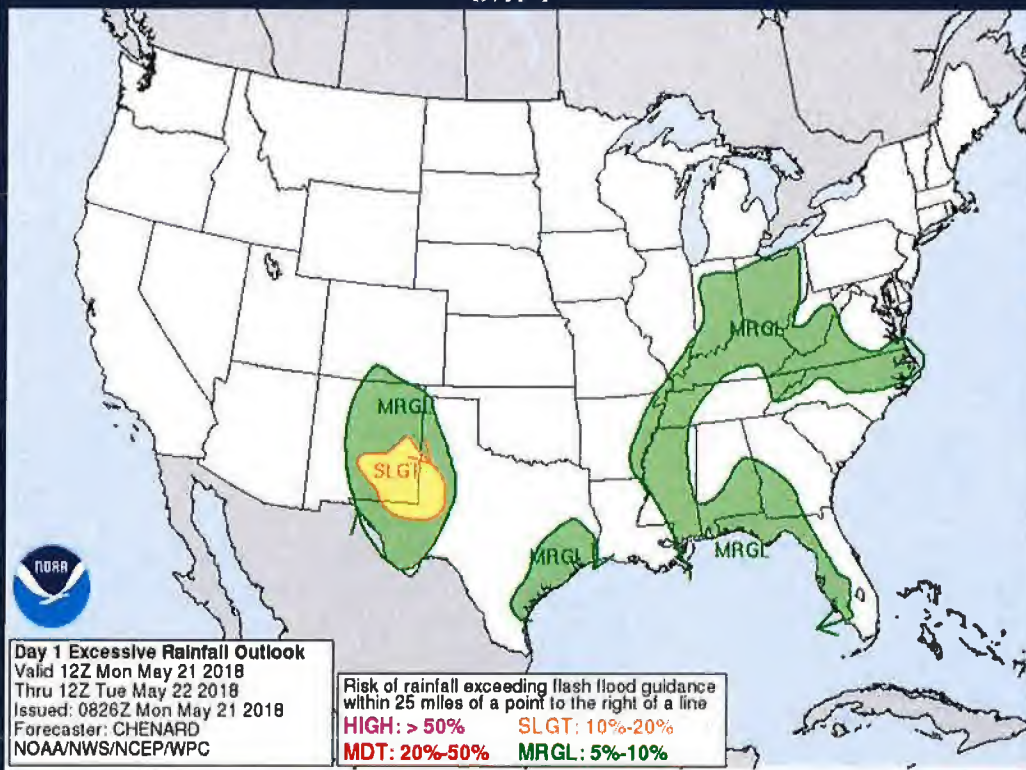 MRGL
MRGL
SLGT
MRGL
MRGL
NOAA
Day 1 Excessive Rainfall Outlook
Valid 12Z Mon May 21 2018
Thru 12Z Tue May 22 2018
Issued: 0826Z Mon May 21 2018
Forecaster: CHENARD
NOAA/NWS/NCEP/WPC
Risk of rainfall exceeding flash flood guidance
within 25 miles of a point to the right of a line
HIGH: > 50% SLGT: 10%-20%
MDT: 20%-50% MRGL: 5%-10%